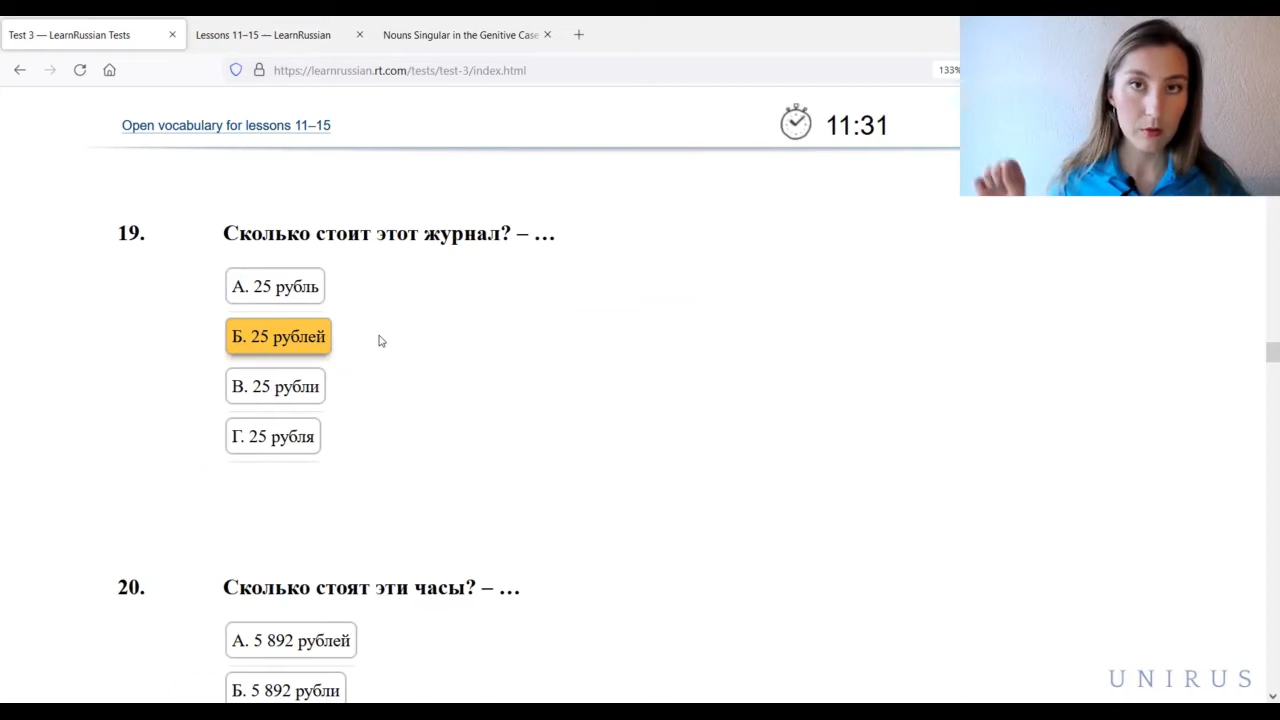 Test 3 — LearnRussian Tests
Lessons 11–15 — LearnRussian
Nouns Singular in the Genitive Case
https://learnrussian.rt.com/tests/test-3/index.html
133%
Open vocabulary for lessons 11–15
11:31
19. Сколько стоит этот журнал? – …
А. 25 рубль
Б. 25 рублей
В. 25 рубли
Г. 25 рубля
20. Сколько стоят эти часы? – …
А. 5 892 рублей
Б. 5 892 рубли
UNIRUS